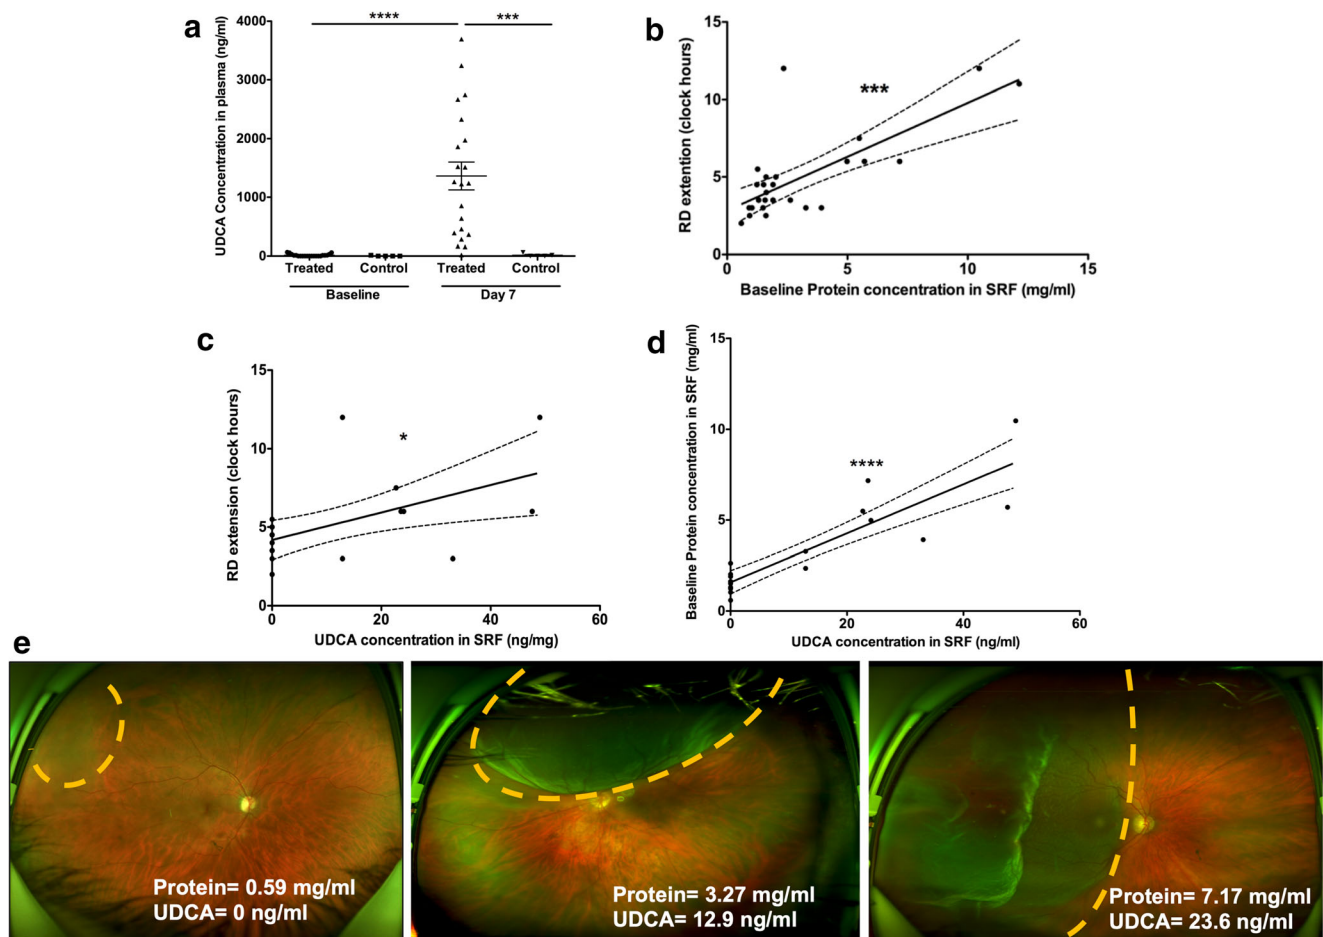 a
UDCA Concentration in plasma (ng/ml)
4000
3000
2000
1000
0
****
***
Treated
Control
Treated
Control
Baseline
Day 7
b
RD extention (clock hours)
15
10
5
0
***
0
5
10
15
Baseline Protein concentration in SRF (mg/ml)
c
RD extension (clock hours)
15
10
5
0
*
0
20
40
60
UDCA concentration in SRF (ng/mg)
d
Baseline Protein concentration in SRF (mg/ml)
15
10
5
0
****
0
20
40
60
UDCA concentration in SRF (ng/ml)
e
Protein= 0.59 mg/ml
UDCA= 0 ng/ml
Protein= 3.27 mg/ml
UDCA= 12.9 ng/ml
Protein= 7.17 mg/ml
UDCA= 23.6 ng/ml